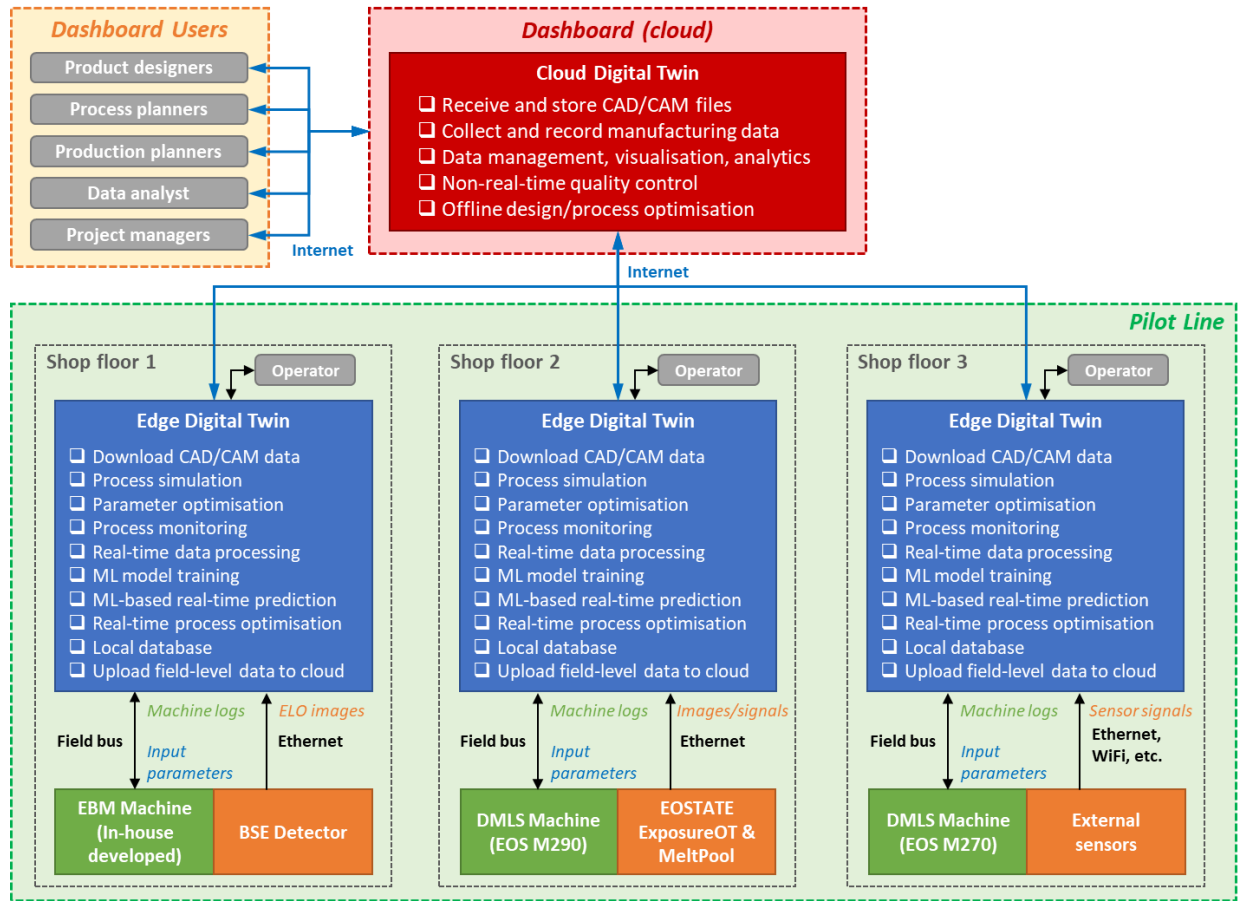 Dashboard Users
Product designers
Process planners
Production planners
Data analyst
Project managers
Internet
Dashboard (cloud)
Cloud Digital Twin
❑ Receive and store CAD/CAM files
❑ Collect and record manufacturing data
❑ Data management, visualisation, analytics
❑ Non-real-time quality control
❑ Offline design/process optimisation
Internet
Pilot Line
Shop floor 1
Operator
Edge Digital Twin
❑ Download CAD/CAM data
❑ Process simulation
❑ Parameter optimisation
❑ Process monitoring
❑ Real-time data processing
❑ ML model training
❑ ML-based real-time prediction
❑ Real-time process optimisation
❑ Local database
❑ Upload field-level data to cloud
Machine logs
Field bus
Input
parameters
ELO images
Ethernet
EBM Machine
(In-house
developed)
BSE Detector
Shop floor 2
Operator
Edge Digital Twin
❑ Download CAD/CAM data
❑ Process simulation
❑ Parameter optimisation
❑ Process monitoring
❑ Real-time data processing
❑ ML model training
❑ ML-based real-time prediction
❑ Real-time process optimisation
❑ Local database
❑ Upload field-level data to cloud
Machine logs
Field bus
Input
parameters
Images/signals
Ethernet
DMLS Machine
(EOS M290)
EOSTATE
ExposureOT &
MeltPool
Shop floor 3
Operator
Edge Digital Twin
❑ Download CAD/CAM data
❑ Process simulation
❑ Parameter optimisation
❑ Process monitoring
❑ Real-time data processing
❑ ML model training
❑ ML-based real-time prediction
❑ Real-time process optimisation
❑ Local database
❑ Upload field-level data to cloud
Machine logs
Field bus
Input
parameters
Sensor signals
Ethernet,
WiFi, etc.
DMLS Machine
(EOS M270)
External
sensors